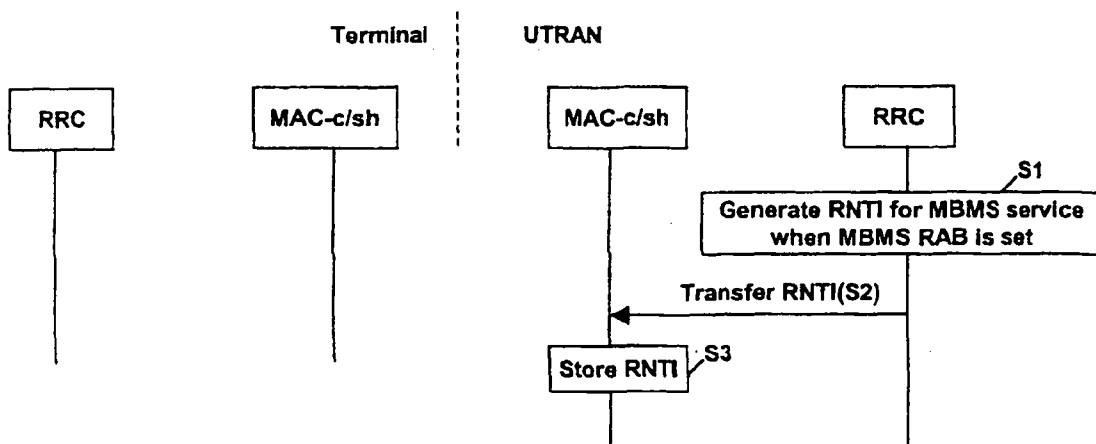 Terminal UTRAN
RRC MAC-c/sh MAC-c/sh RRC
S1
Generate RNTI for MBMS service
when MBMS RAB is set
Transfer RNTI(S2)
Store RNTI S3